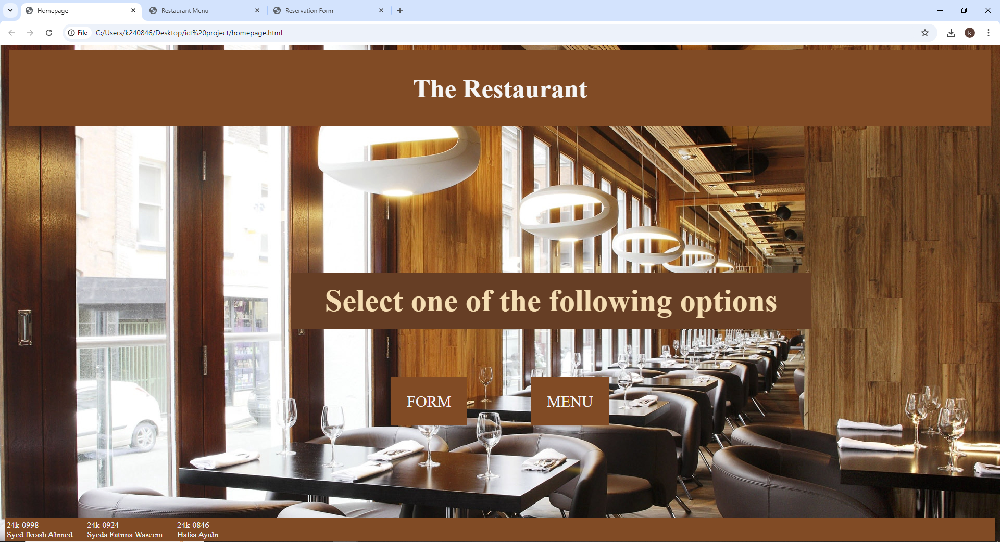 Homepage
Restaurant Menu
Reservation Form
File
C:/Users/k240846/Desktop/ict%20project/homepage.html
k
The Restaurant
Select one of the following options
FORM
MENU
24k-0998
Syed Ikrash Ahmed
24k-0924
Syeda Fatima Waseem
24k-0846
Hafsa Ayubi